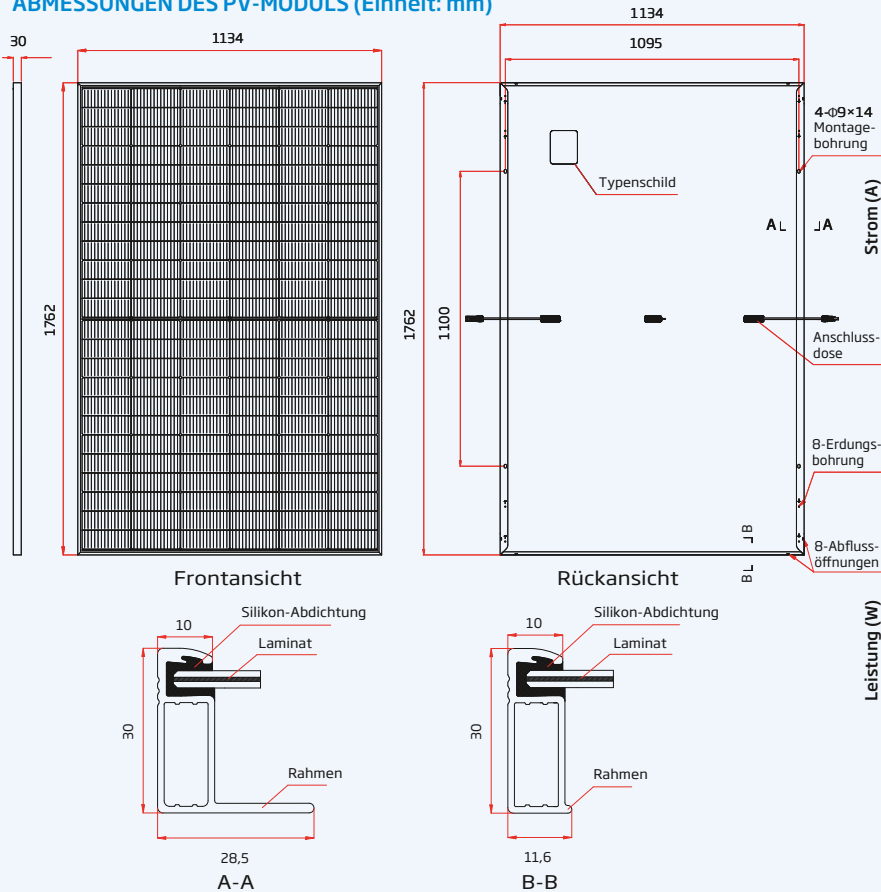 ABMESSUNGEN DES PV-MODULS (Einheit: mm)
30
1134
1762
Frontansicht
1134
1095
1762
1100
Typenschild
4-Φ9×14
Montage-
bohrung
A
A
Anschluss-
dose
8-Erdungs-
bohrung
8-Abfluss-
öffnungen
B
B
Rückansicht
Strom (A)
Leistung (W)
10
Silikon-Abdichtung
Laminat
30
Rahmen
28,5
A-A
10
Silikon-Abdichtung
Laminat
30
Rahmen
11,6
B-B